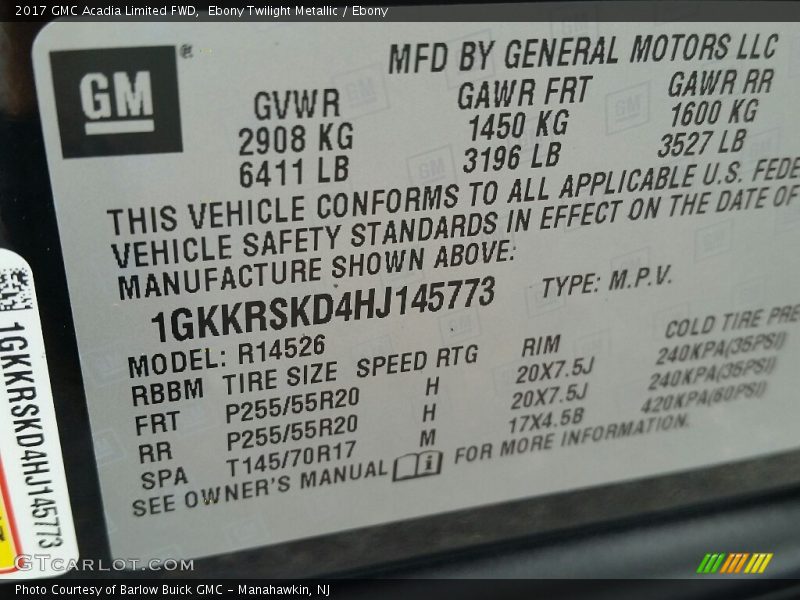 2017 GMC Acadia Limited FWD,  Ebony Twilight Metallic / Ebony
GM ®
MFD BY GENERAL MOTORS LLC
GVWR GAWR FRT GAWR RR
2908 KG 1450 KG 1600 KG
6411 LB 3196 LB 3527 LB
THIS VEHICLE CONFORMS TO ALL APPLICABLE U.S. FEDE
VEHICLE SAFETY STANDARDS IN EFFECT ON THE DATE OF
MANUFACTURE SHOWN ABOVE:
1GKKRSKD4HJ145773 TYPE: M.P.V.
MODEL: R14526
RBBM TIRE SIZE SPEED RTG RIM COLD TIRE PRE
FRT P255/55R20 H 20X7.5J 240KPA(35PSI)
RR P255/55R20 H 20X7.5J 240KPA(35PSI)
SPA T145/70R17 M 17X4.5B 420KPA(60PSI)
SEE OWNER'S MANUAL i FOR MORE INFORMATION.
1GKKRSKD4HJ145773
GTCARLOT.COM
Photo Courtesy of Barlow Buick GMC - Manahawkin, NJ